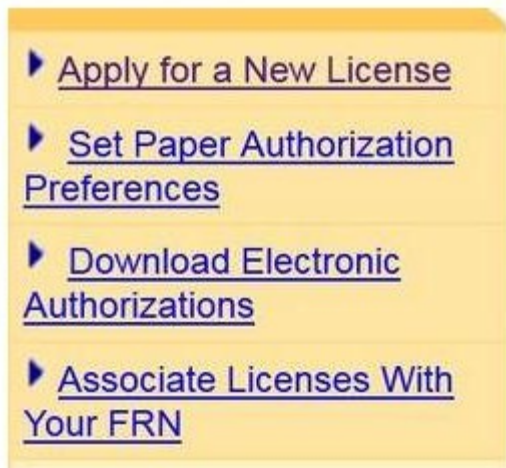 Apply for a New License
Set Paper Authorization
Preferences
Download Electronic
Authorizations
Associate Licenses With
Your FRN